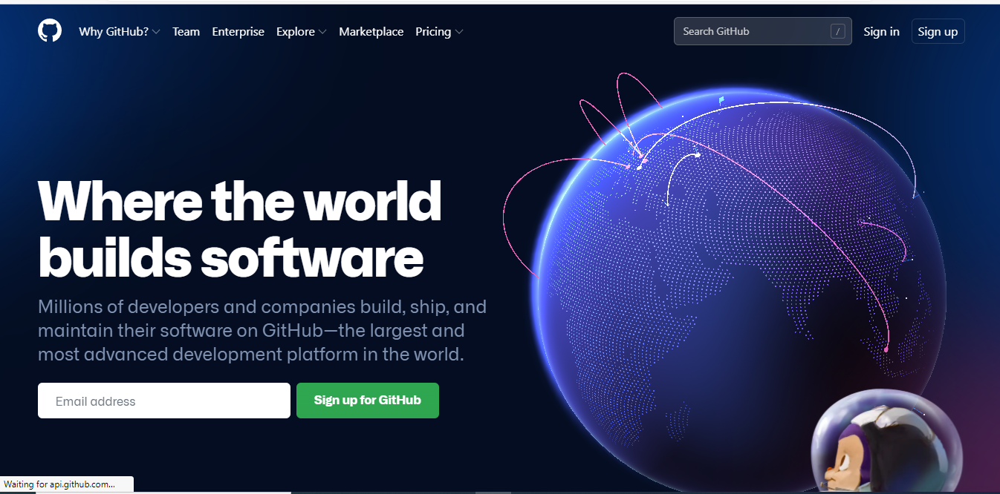 Why GitHub? Team Enterprise Explore Marketplace Pricing Search GitHub / Sign in Sign up
Where the world
builds software
Millions of developers and companies build, ship, and
maintain their software on GitHub—the largest and
most advanced development platform in the world.
Email address Sign up for GitHub
Waiting for api.github.com...